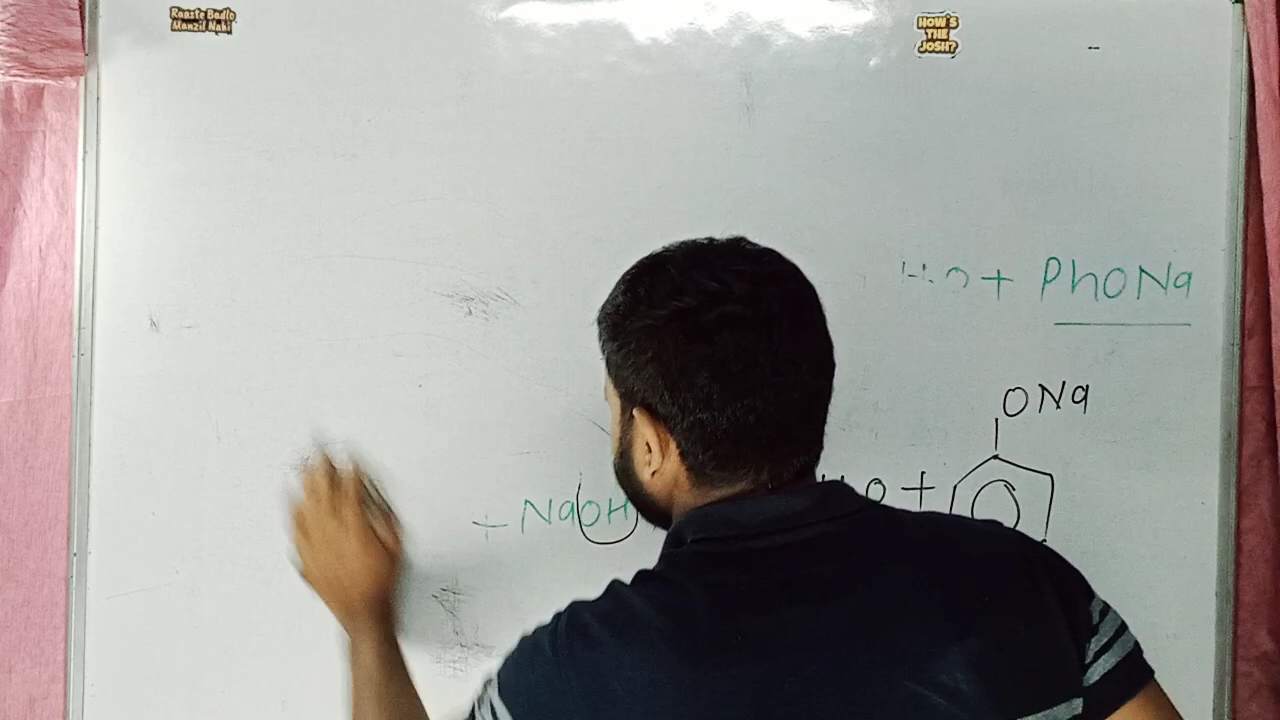 Raaste Badlo
Manzil Nahi
HOW'S
THE
JOSH?
+ PhONa
ONa
+ NaOH
O +